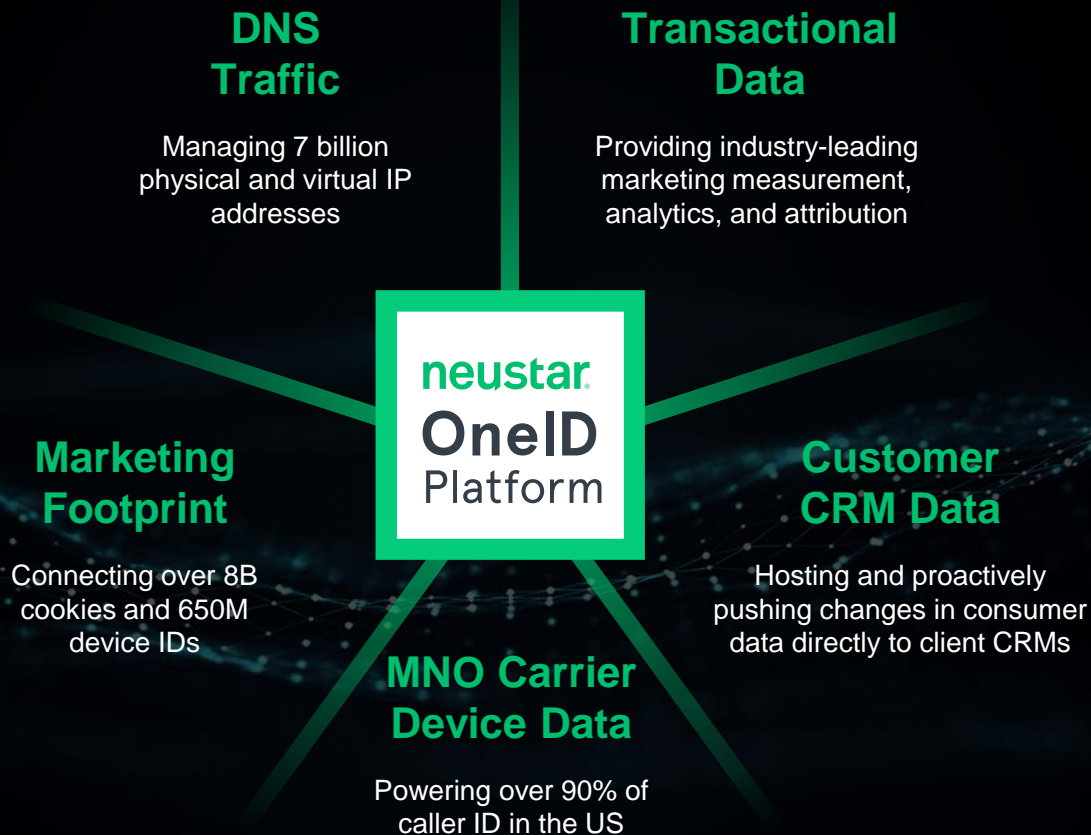 DNS
Traffic
Managing 7 billion
physical and virtual IP
addresses
Transactional
Data
Providing industry-leading
marketing measurement,
analytics, and attribution
neustar®
OneID
Platform
Marketing
Footprint
Connecting over 8B
cookies and 650M
device IDs
Customer
CRM Data
Hosting and proactively
pushing changes in consumer
data directly to client CRMs
MNO Carrier
Device Data
Powering over 90% of
caller ID in the US